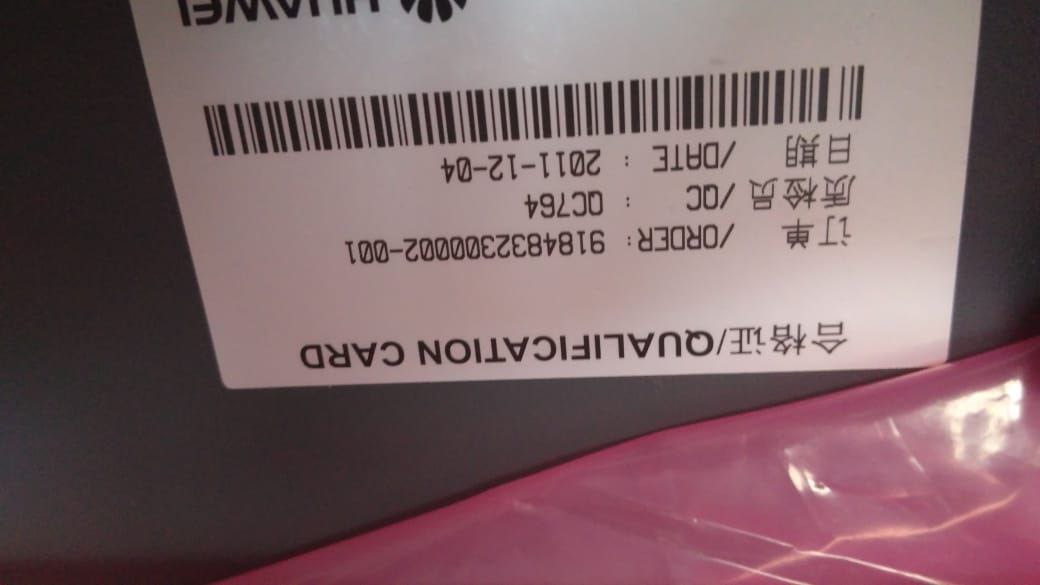 合格证/QUALIFICATION CARD
订单 /ORDER: 91848323000002-001
质检员 /QC : QC764
日期 /DATE : 2011-12-04
HUAWEI